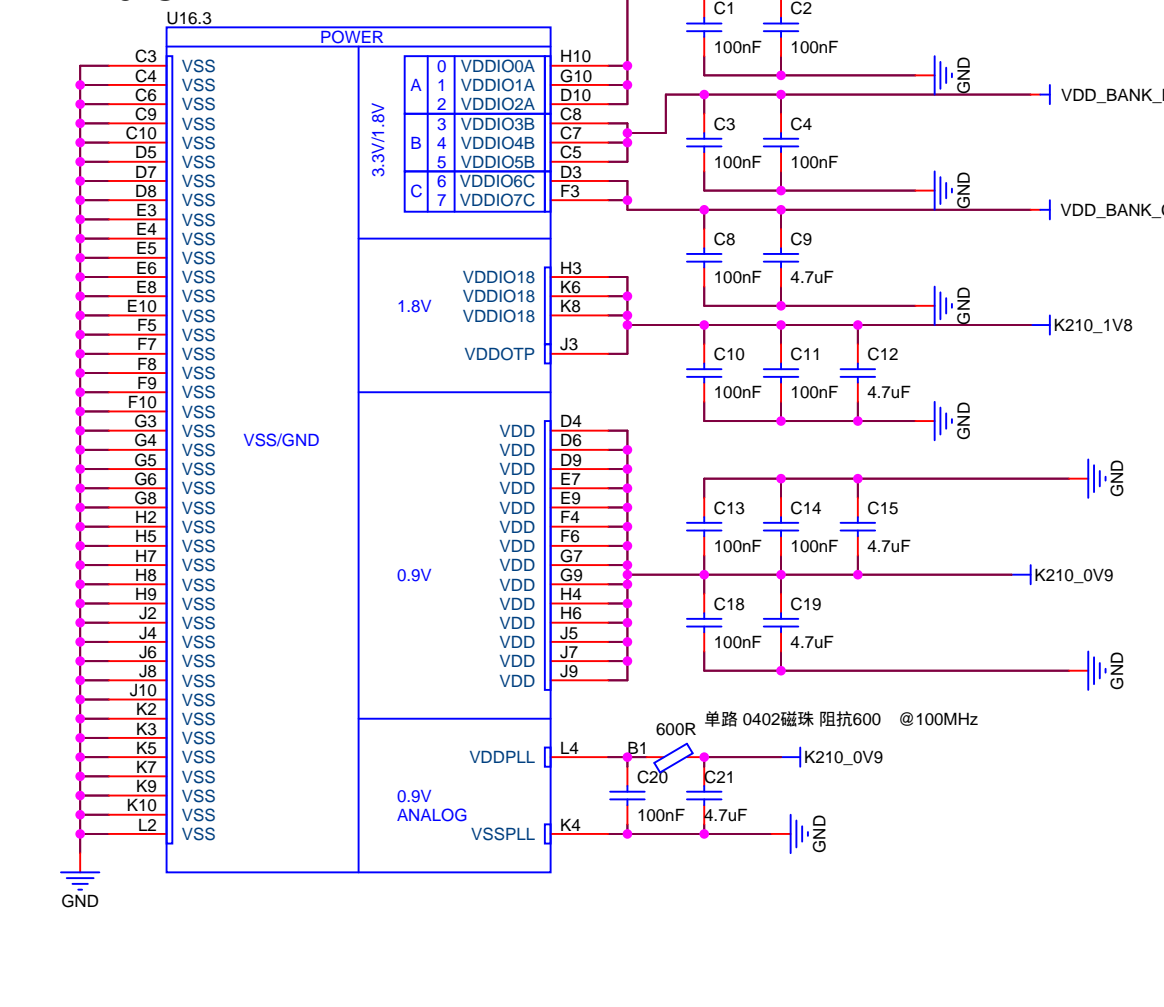 U16.3
POWER
C3 VSS
C4 VSS
C6 VSS
C9 VSS
C10 VSS
D5 VSS
D7 VSS
D8 VSS
E3 VSS
E4 VSS
E5 VSS
E6 VSS
E8 VSS
E10 VSS
F5 VSS
F7 VSS
F8 VSS
F9 VSS
F10 VSS
G3 VSS
G4 VSS
G5 VSS
G6 VSS
G8 VSS
H2 VSS
H5 VSS
H7 VSS
H8 VSS
H9 VSS
J2 VSS
J4 VSS
J6 VSS
J8 VSS
J10 VSS
K2 VSS
K3 VSS
K5 VSS
K7 VSS
K9 VSS
K10 VSS
L2 VSS
GND
VSS/GND
3.3V/1.8V
A
0 VDDIO0A H10
1 VDDIO1A G10
2 VDDIO2A D10
B
3 VDDIO3B C8
4 VDDIO4B C7
5 VDDIO5B C5
C
6 VDDIO6C D3
7 VDDIO7C F3
1.8V
VDDIO18 H3
VDDIO18 K6
VDDIO18 K8
VDDOTP J3
0.9V
VDD D4
VDD D6
VDD D9
VDD E7
VDD E9
VDD F4
VDD F6
VDD G7
VDD G9
VDD H4
VDD H6
VDD J5
VDD J7
VDD J9
0.9V
ANALOG
VDDPLL L4
VSSPLL K4
C1 C2
100nF 100nF
GND
VDD_BANK_
C3 C4
100nF 100nF
GND
VDD_BANK_
C8 C9
100nF 4.7uF
GND
K210_1V8
C10 C11 C12
100nF 100nF 4.7uF
GND
GND
C13 C14 C15
100nF 100nF 4.7uF
K210_0V9
C18 C19
100nF 4.7uF
GND
单路 0402磁珠 阻抗600 @100MHz
600R
B1
K210_0V9
C20 C21
100nF 4.7uF
GND